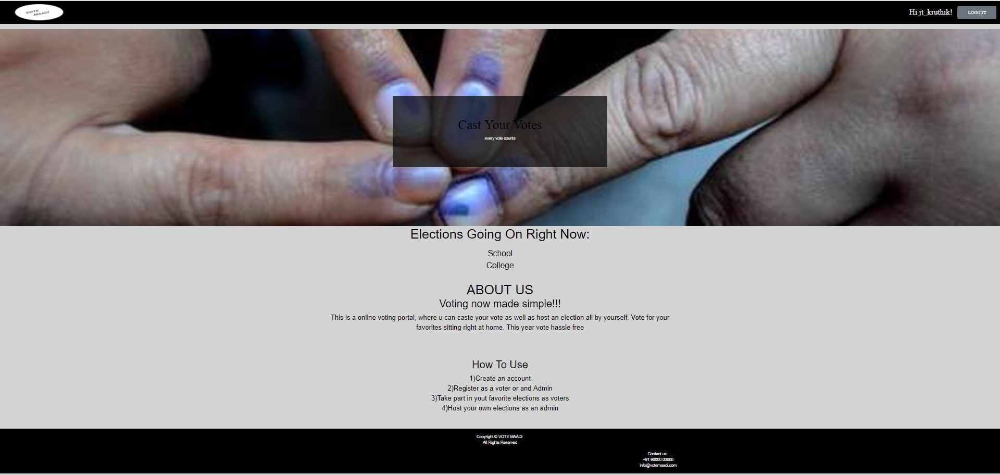 VOTE
MAADI
Hi jt_kruthik!
LOGOUT
Cast Your Votes
every vote counts
Elections Going On Right Now:
School
College
ABOUT US
Voting now made simple!!!
This is a online voting portal, where u can caste your vote as well as host an election all by yourself. Vote for your
favorites sitting right at home. This year vote hassle free
How To Use
1)Create an account
2)Register as a voter or and Admin
3)Take part in yout favorite elections as voters
4)Host your own elections as an admin
Copyright © VOTE MAADI
All Rights Reserved
Contact us:
+91 90000 00000
info@votemaadi.com